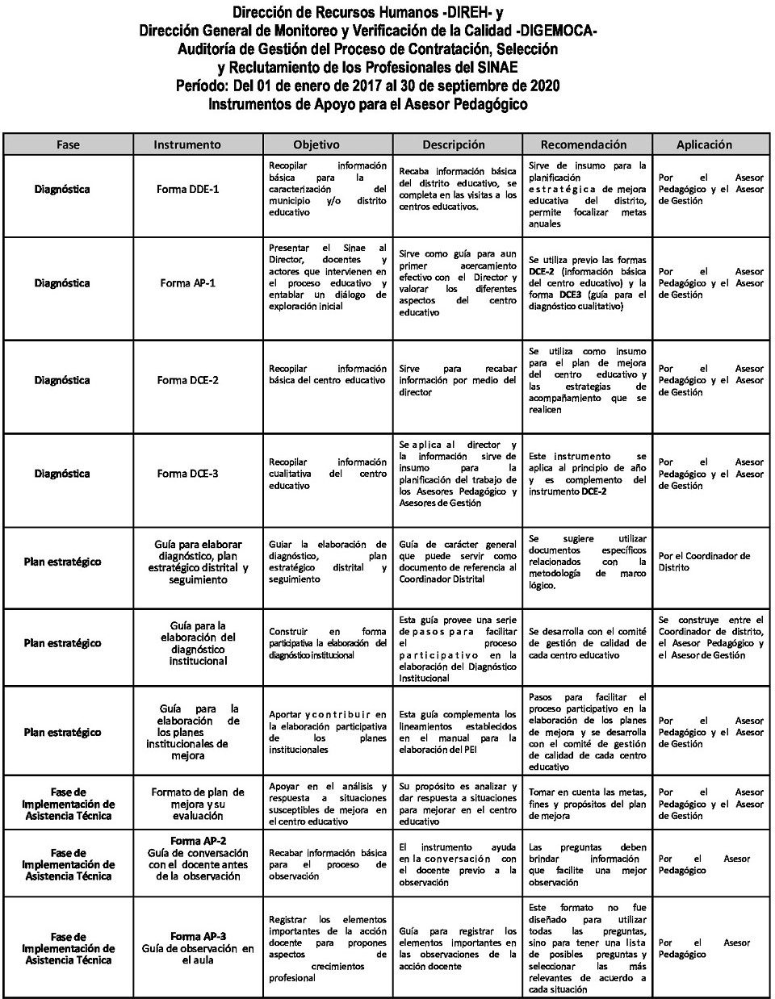 Dirección de Recursos Humanos -DIREH- y
Dirección General de Monitoreo y Verificación de la Calidad -DIGEMOCA-
Auditoría de Gestión del Proceso de Contratación, Selección
y Reclutamiento de los Profesionales del SINAE
Período: Del 01 de enero de 2017 al 30 de septiembre de 2020
Instrumentos de Apoyo para el Asesor Pedagógico
Fase Instrumento Objetivo Descripción Recomendación Aplicación
Diagnóstica
Forma DDE-1
Recopilar información
básica para la
caracterización del
municipio y/o distrito
educativo
Recaba información básica
del distrito educativo, se
completa en las visitas a los
centros educativos.
Sirve de insumo para la
planificación
estratégica de mejora
educativa del distrito,
permite focalizar metas
anuales
Por el Asesor
Pedagógico y el Asesor
de Gestión
Diagnóstica
Forma AP-1
Presentar el Sinae al
Director, docentes y
actores que intervienen en
el proceso educativo y
entablar un diálogo de
exploración inicial
Sirve como guía para aun
primer acercamiento
efectivo con el Director y
valorar los diferentes
aspectos del centro
educativo
Se utiliza previo las formas
DCE-2 (información básica
del centro educativo) y la
forma DCE3 (guía para el
diagnóstico cualitativo)
Por el Asesor
Pedagógico y el Asesor
de Gestión
Diagnóstica
Forma DCE-2
Recopilar información
básica del centro educativo
Sirve para recabar
información por medio del
director
Se utiliza como insumo
para el plan de mejora
del centro educativo y
las estrategias de
acompañamiento que se
realicen
Por el Asesor
Pedagógico y el Asesor
de Gestión
Diagnóstica
Forma DCE-3
Recopilar información
cualitativa del centro
educativo
Se aplica al director y
la información sirve de
insumo para la
planificación del trabajo de
los Asesores Pedagógico y
Asesores de Gestión
Este instrumento se
aplica al principio de año
y es complemento del
instrumento DCE-2
Por el Asesor
Pedagógico y el Asesor
de Gestión
Plan estratégico
Guía para elaborar
diagnóstico, plan
estratégico distrital y
seguimiento
Guiar la elaboración de
diagnóstico, plan
estratégico distrital y
seguimiento
Guía de carácter general
que puede servir como
documento de referencia al
Coordinador Distrital
Se sugiere utilizar
documentos específicos
relacionados con la
metodología de marco
lógico.
Por el Coordinador de
Distrito
Plan estratégico
Guía para la
elaboración del
diagnóstico
institucional
Construir en forma
participativa la elaboración del
diagnóstico institucional
Esta guía provee una serie
de pasos para facilitar
el proceso
participativo en la
elaboración del Diagnóstico
Institucional
Se desarrolla con el comité
de gestión de calidad de
cada centro educativo
Se construye entre el
Coordinador de distrito,
el Asesor Pedagógico y
el Asesor de Gestión
Plan estratégico
Guía para la
elaboración de
los planes
institucionales de
mejora
Aportar y contribuir en
la elaboración participativa
de los planes
institucionales
Esta guía complementa los
lineamientos establecidos
en el manual para la
elaboración del PEI
Pasos para facilitar el
proceso participativo en la
elaboración de los planes
de mejora y se desarrolla
con el comité de gestión
de calidad de cada centro
educativo
Por el Asesor
Pedagógico y el Asesor
de Gestión
Fase de
Implementación de
Asistencia Técnica
Formato de plan de
mejora y su
evaluación
Apoyar en el análisis y
respuesta a situaciones
susceptibles de mejora en
el centro educativo
Su propósito es analizar y
dar respuesta a situaciones
para mejorar en el centro
educativo
Tomar en cuenta las metas,
fines y propósitos del plan
de mejora
Por el Asesor
Pedagógico y el Asesor
de Gestión
Fase de
Implementación de
Asistencia Técnica
Forma AP-2
Guía de conversación
con el docente antes
de la observación
Recabar información básica
para el proceso de
observación
El instrumento ayuda
en la conversación con
el docente previo a la
observación
Las preguntas deben
brindar información
que facilite una mejor
observación
Por el Asesor
Pedagógico
Fase de
Implementación de
Asistencia Técnica
Forma AP-3
Guía de observación en
el aula
Registrar los elementos
importantes de la acción
docente para propones
aspectos de
crecimientos
profesional
Guía para registrar los
elementos importantes en
las observaciones de la
acción docente
Este formato no fue
diseñado para utilizar
todas las preguntas,
sino para tener una lista
de posibles preguntas y
seleccionar las más
relevantes de acuerdo a
cada situación
Por el Asesor
Pedagógico